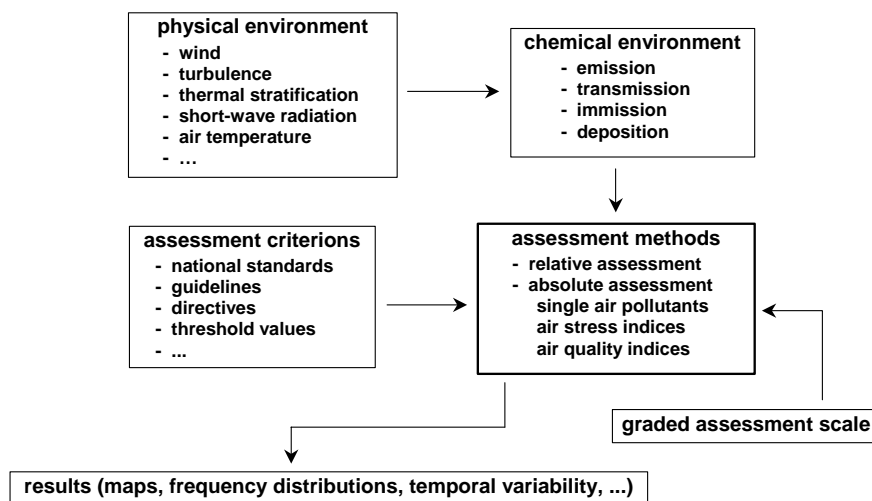 physical environment
- wind
- turbulence
- thermal stratification
- short-wave radiation
- air temperature
- …
chemical environment
- emission
- transmission
- immission
- deposition
assessment criterions
- national standards
- guidelines
- directives
- threshold values
- ...
assessment methods
- relative assessment
- absolute assessment
single air pollutants
air stress indices
air quality indices
graded assessment scale
results (maps, frequency distributions, temporal variability, ...)